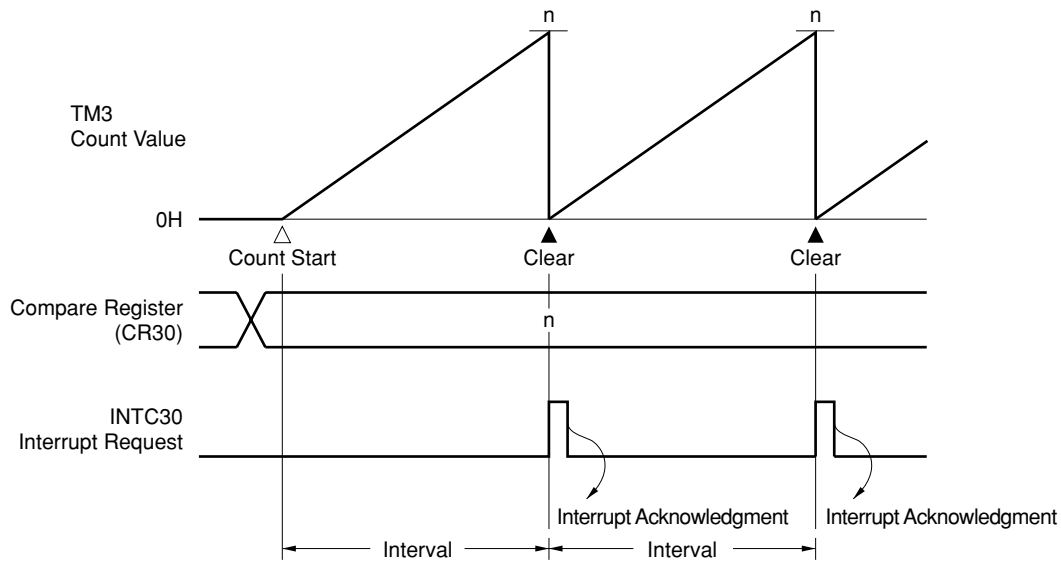 n
n
TM3
Count Value
0H
Count Start
Clear
Clear
Compare Register
(CR30)
n
INTC30
Interrupt Request
Interrupt Acknowledgment
Interrupt Acknowledgment
Interval
Interval